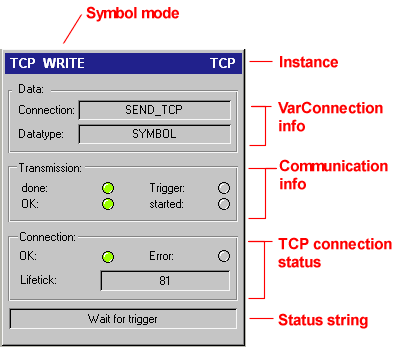 Symbol mode
TCP WRITE TCP
Instance
Data:
Connection: SEND_TCP
VarConnection
info
Datatype: SYMBOL
Transmission:
Communication
info
done: Trigger:
OK: started:
Connection:
TCP connection
status
OK: Error:
Lifetick: 81
Wait for trigger
Status string